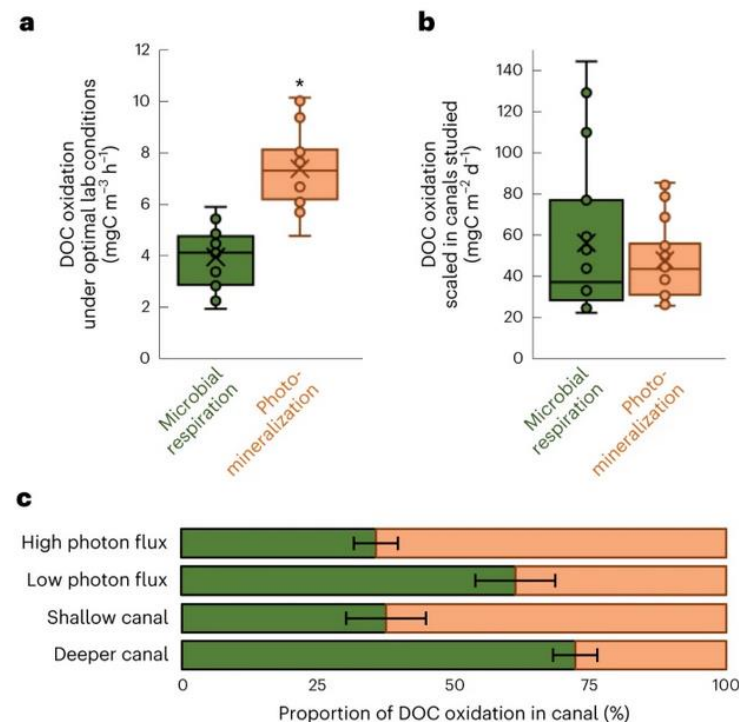 a
DOC oxidation
under optimal lab conditions
(mgC m⁻³ h⁻¹)
12
10
8
6
4
2
0
*
Microbial
respiration
Photo-
mineralization
b
DOC oxidation
scaled in canals studied
(mgC m⁻² d⁻¹)
140
120
100
80
60
40
20
0
Microbial
respiration
Photo-
mineralization
c
High photon flux
Low photon flux
Shallow canal
Deeper canal
0 25 50 75 100
Proportion of DOC oxidation in canal (%)